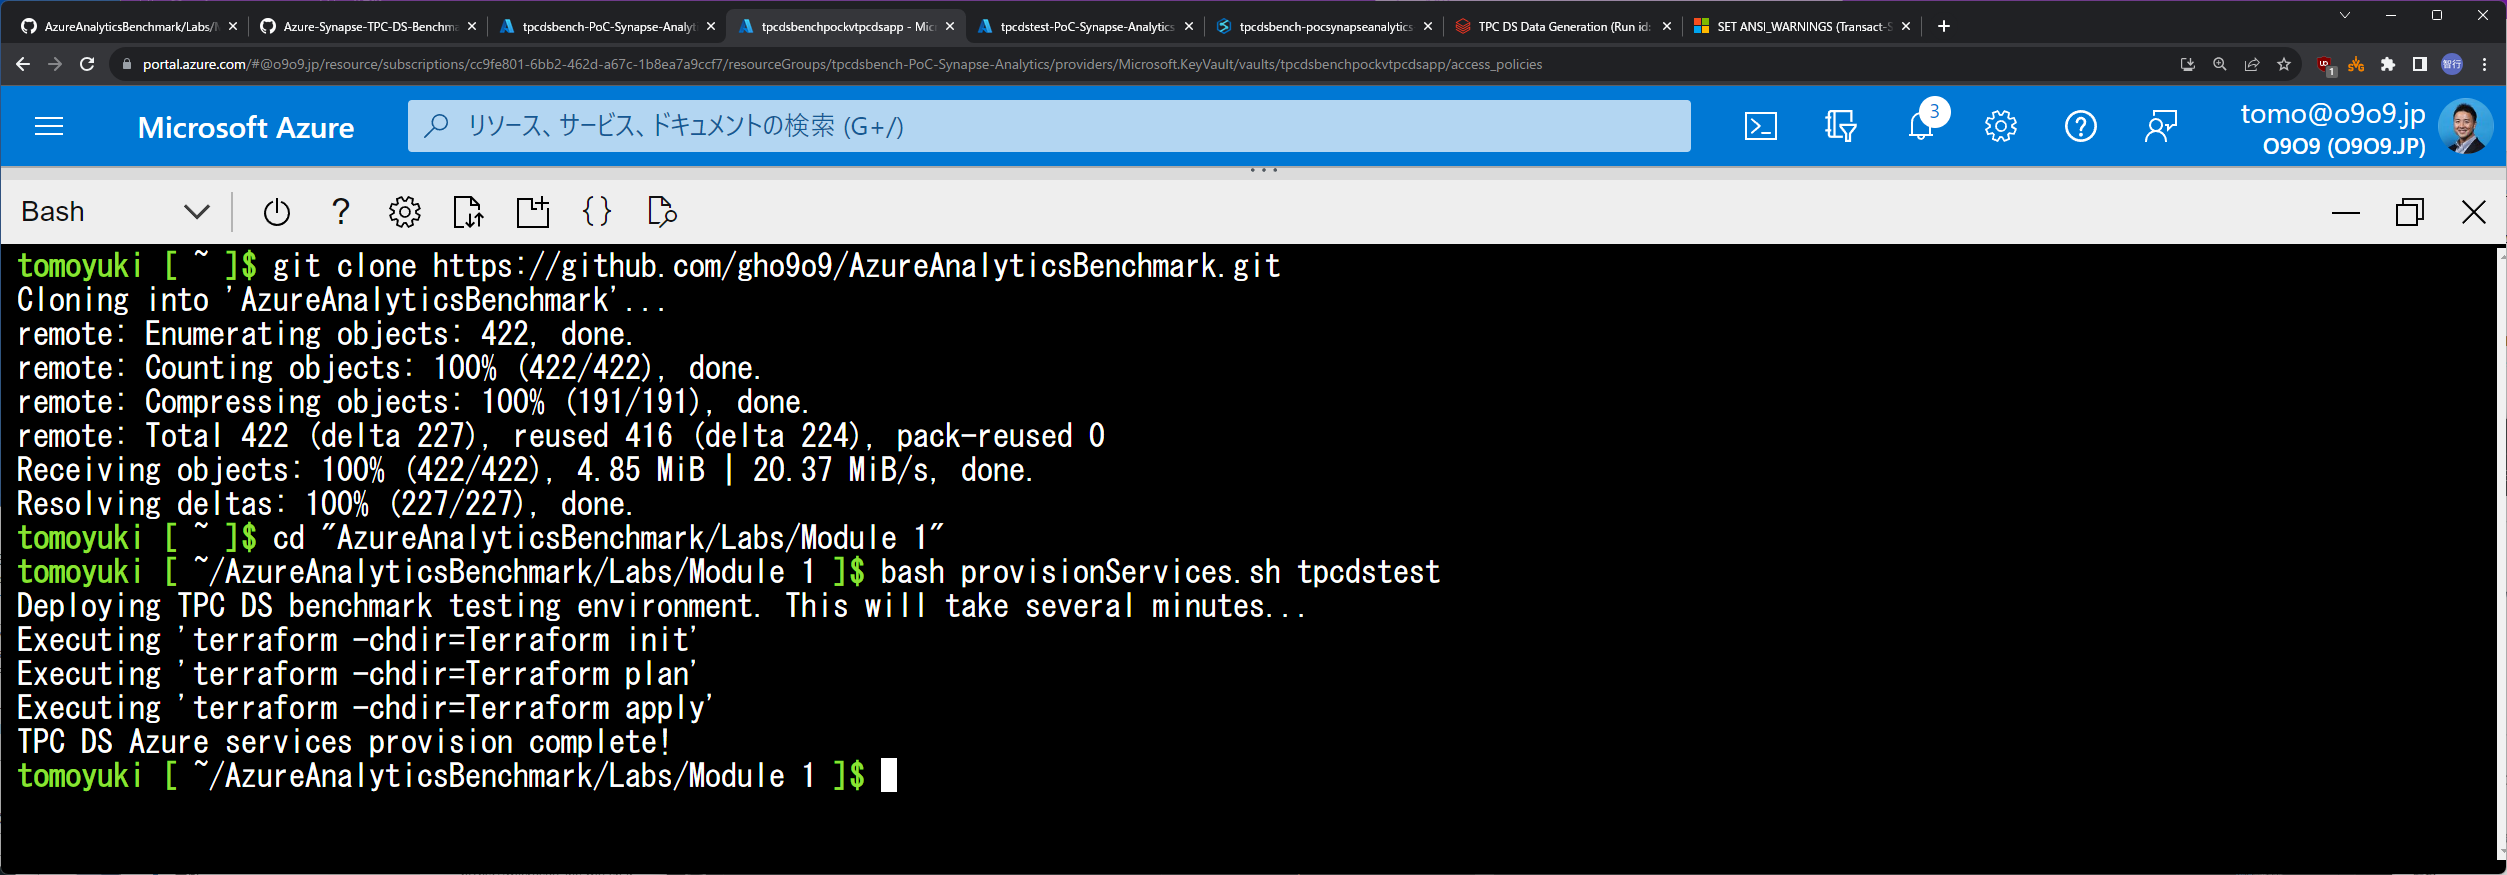 AzureAnalyticsBenchmark/Labs/M
Azure-Synapse-TPC-DS-Benchma
tpcdsbench-PoC-Synapse-Analyt
tpcdsbenchpockvtpcdsapp - Micr
tpcdstest-PoC-Synapse-Analytics
tpcdsbench-pocsynapseanalytics
TPC DS Data Generation (Run id:
SET ANSI_WARNINGS (Transact-S
portal.azure.com/#@o9o9.jp/resource/subscriptions/cc9fe801-6bb2-462d-a67c-1b8ea7a9ccf7/resourceGroups/tpcdsbench-PoC-Synapse-Analytics/providers/Microsoft.KeyVault/vaults/tpcdsbenchpockvtpcdsapp/access_policies
1
智行
Microsoft Azure
リソース、サービス、ドキュメントの検索 (G+/)
3
tomo@o9o9.jp
O9O9 (O9O9.JP)
Bash
tomoyuki [ ~ ]$ git clone https://github.com/gho9o9/AzureAnalyticsBenchmark.git
Cloning into 'AzureAnalyticsBenchmark'...
remote: Enumerating objects: 422, done.
remote: Counting objects: 100% (422/422), done.
remote: Compressing objects: 100% (191/191), done.
remote: Total 422 (delta 227), reused 416 (delta 224), pack-reused 0
Receiving objects: 100% (422/422), 4.85 MiB | 20.37 MiB/s, done.
Resolving deltas: 100% (227/227), done.
tomoyuki [ ~ ]$ cd "AzureAnalyticsBenchmark/Labs/Module 1"
tomoyuki [ ~/AzureAnalyticsBenchmark/Labs/Module 1 ]$ bash provisionServices.sh tpcdstest
Deploying TPC DS benchmark testing environment. This will take several minutes...
Executing 'terraform -chdir=Terraform init'
Executing 'terraform -chdir=Terraform plan'
Executing 'terraform -chdir=Terraform apply'
TPC DS Azure services provision complete!
tomoyuki [ ~/AzureAnalyticsBenchmark/Labs/Module 1 ]$